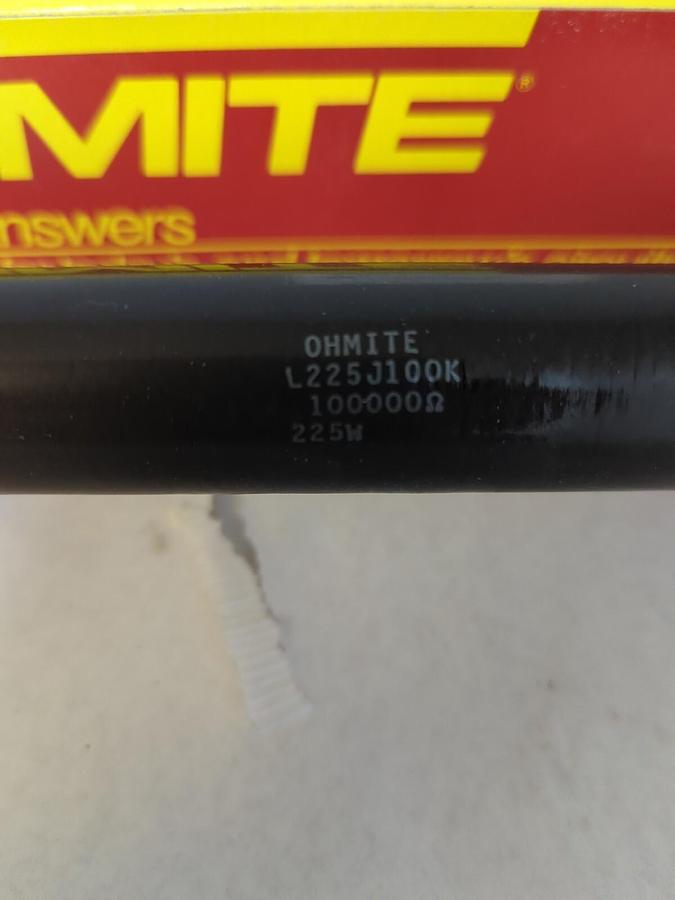 MITE®
nswers
OHMITE
L225J100K
100000Ω
225W